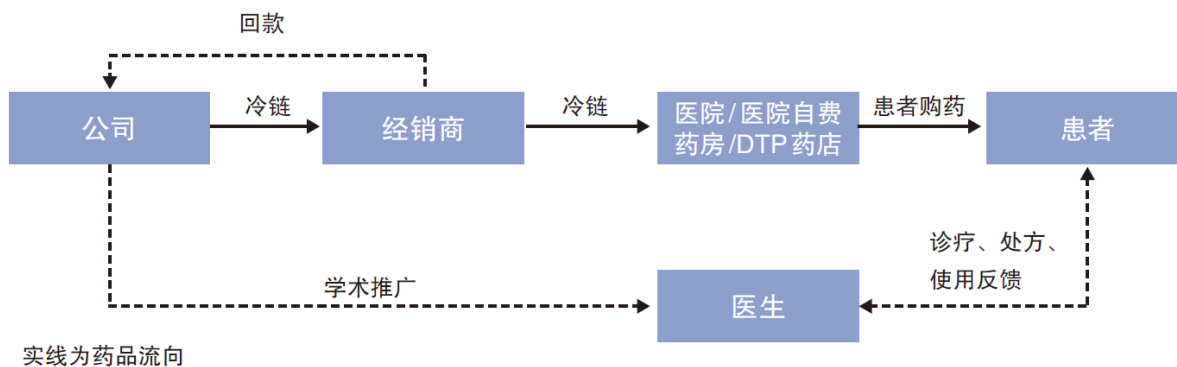 回款
公司
冷链
经销商
冷链
医院/医院自费
药房/DTP药店
患者购药
患者
学术推广
医生
诊疗、处方、
使用反馈
实线为药品流向